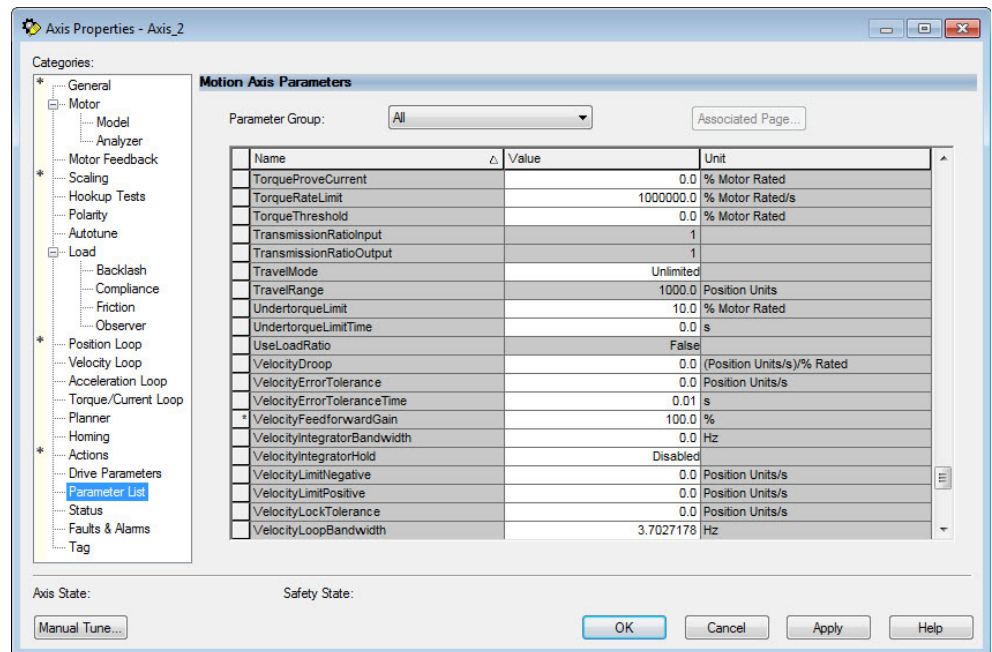 Axis Properties - Axis_2
Categories:
* General
Motor
Model
Analyzer
Motor Feedback
* Scaling
Hookup Tests
Polarity
Autotune
Load
Backlash
Compliance
Friction
Observer
* Position Loop
Velocity Loop
Acceleration Loop
Torque/Current Loop
Planner
Homing
* Actions
Drive Parameters
Parameter List
Status
Faults & Alarms
Tag
Motion Axis Parameters
Parameter Group: All Associated Page...
Name Value Unit
TorqueProveCurrent 0.0 % Motor Rated
TorqueRateLimit 1000000.0 % Motor Rated/s
TorqueThreshold 0.0 % Motor Rated
TransmissionRatioInput 1
TransmissionRatioOutput 1
TravelMode Unlimited
TravelRange 1000.0 Position Units
UndertorqueLimit 10.0 % Motor Rated
UndertorqueLimitTime 0.0 s
UseLoadRatio False
VelocityDroop 0.0 (Position Units/s)/% Rated
VelocityErrorTolerance 0.0 Position Units/s
VelocityErrorToleranceTime 0.01 s
* VelocityFeedforwardGain 100.0 %
VelocityIntegratorBandwidth 0.0 Hz
VelocityIntegratorHold Disabled
VelocityLimitNegative 0.0 Position Units/s
VelocityLimitPositive 0.0 Position Units/s
VelocityLockTolerance 0.0 Position Units/s
VelocityLoopBandwidth 3.7027178 Hz
Axis State: Safety State:
Manual Tune... OK Cancel Apply Help